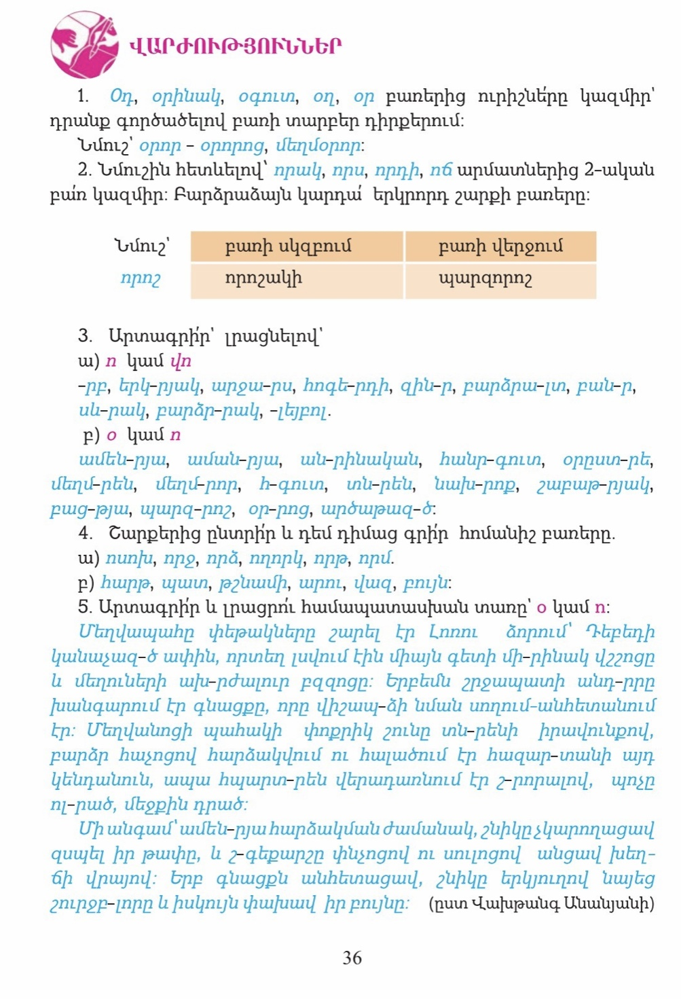 ՎԱՐԺՈՒԹՅՈՒՆՆԵՐ
1. Օդ, օրինակ, օգուտ, օղ, օր բառերից ուրիշնե՛րը կազմիր՝
դրանք գործածելով բառի տարբեր դիրքերում:
Նմուշ՝ օրոր – օրորոց, մեղմօրոր:
2. Նմուշին հետևելով՝ որակ, որս, որդի, ոճ արմատներից 2-ական
բա՛ռ կազմիր: Բարձրաձայն կարդա՛ երկրորդ շարքի բառերը:
Նմուշ՝ բառի սկզբում բառի վերջում
որոշ որոշակի պարզորոշ
3. Արտագրի՛ր՝ լրացնելով՝
ա) ո կամ վո
-րբ, երկ-րյակ, արջա-րս, հոգե-րդի, զին-ր, բարձրա-լտ, բան-ր,
սև-րակ, բարձր-րակ, -լեյբոլ.
բ) օ կամ ո
ամեն-րյա, աման-րյա, ան-րինական, հանր-գուտ, օրըստ-րե,
մեղմ-րեն, մեղմ-րոր, հ-գուտ, տն-րեն, նախ-րոք, շաբաթ-րյակ,
բաց-թյա, պարզ-րոշ, օր-րոց, արծաթազ-ծ:
4. Շարքերից ընտրի՛ր և դեմ դիմաց գրի՛ր հոմանիշ բառերը.
ա) ոսոխ, որջ, որձ, ողորկ, որթ, որմ.
բ) հարթ, պատ, թշնամի, արու, վազ, բույն:
5. Արտագրի՛ր և լրացրո՛ւ համապատասխան տառը՝ օ կամ ո:
Մեղվապահը փեթակները շարել էր Լոռու ձորում՝ Դեբեդի
կանաչազ-ծ ափին, որտեղ լսվում էին միայն գետի մի-րինակ վշշոցը
և մեղուների ախ-րժալուր բզզոցը: Երբեմն շրջապատի անդ-րրը
խանգարում էր գնացքը, որը վիշապ-ձի նման սողում-անհետանում
էր: Մեղվանոցի պահակի փոքրիկ շունը տն-րենի իրավունքով,
բարձր հաչոցով հարձակվում ու հալածում էր հազար-տանի այդ
կենդանուն, ապա հպարտ-րեն վերադառնում էր շ-րորալով, պոչը
ոլ-րած, մեջքին դրած:
Մի անգամ՝ ամեն-րյա հարձակման ժամանակ, շնիկը չկարողացավ
զսպել իր թափը, և շ-գեքարշը փնչոցով ու սուլոցով անցավ խեղ-
ճի վրայով: Երբ գնացքն անհետացավ, շնիկը երկյուղով նայեց
շուրջբ-լորը և իսկույն փախավ իր բույնը: (ըստ Վախթանգ Անանյանի)
36